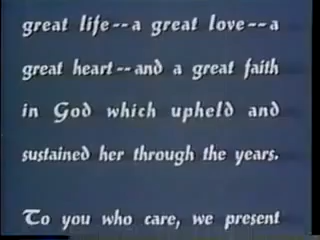 great life--a great love--a
great heart--and a great faith
in God which upheld and
sustained her through the years.
To you who care, we present